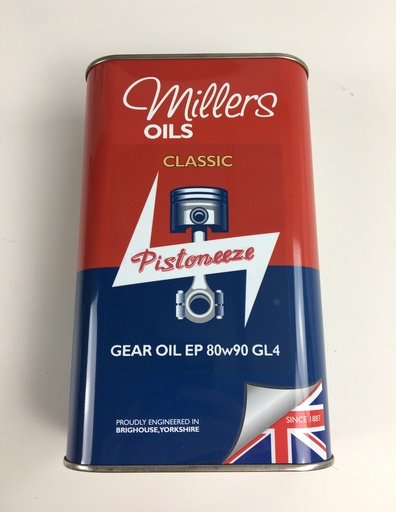 Millers
OILS
CLASSIC
Pistoneeze
GEAR OIL EP 80w90 GL4
SINCE 1887
PROUDLY ENGINEERED IN
BRIGHOUSE,YORKSHIRE